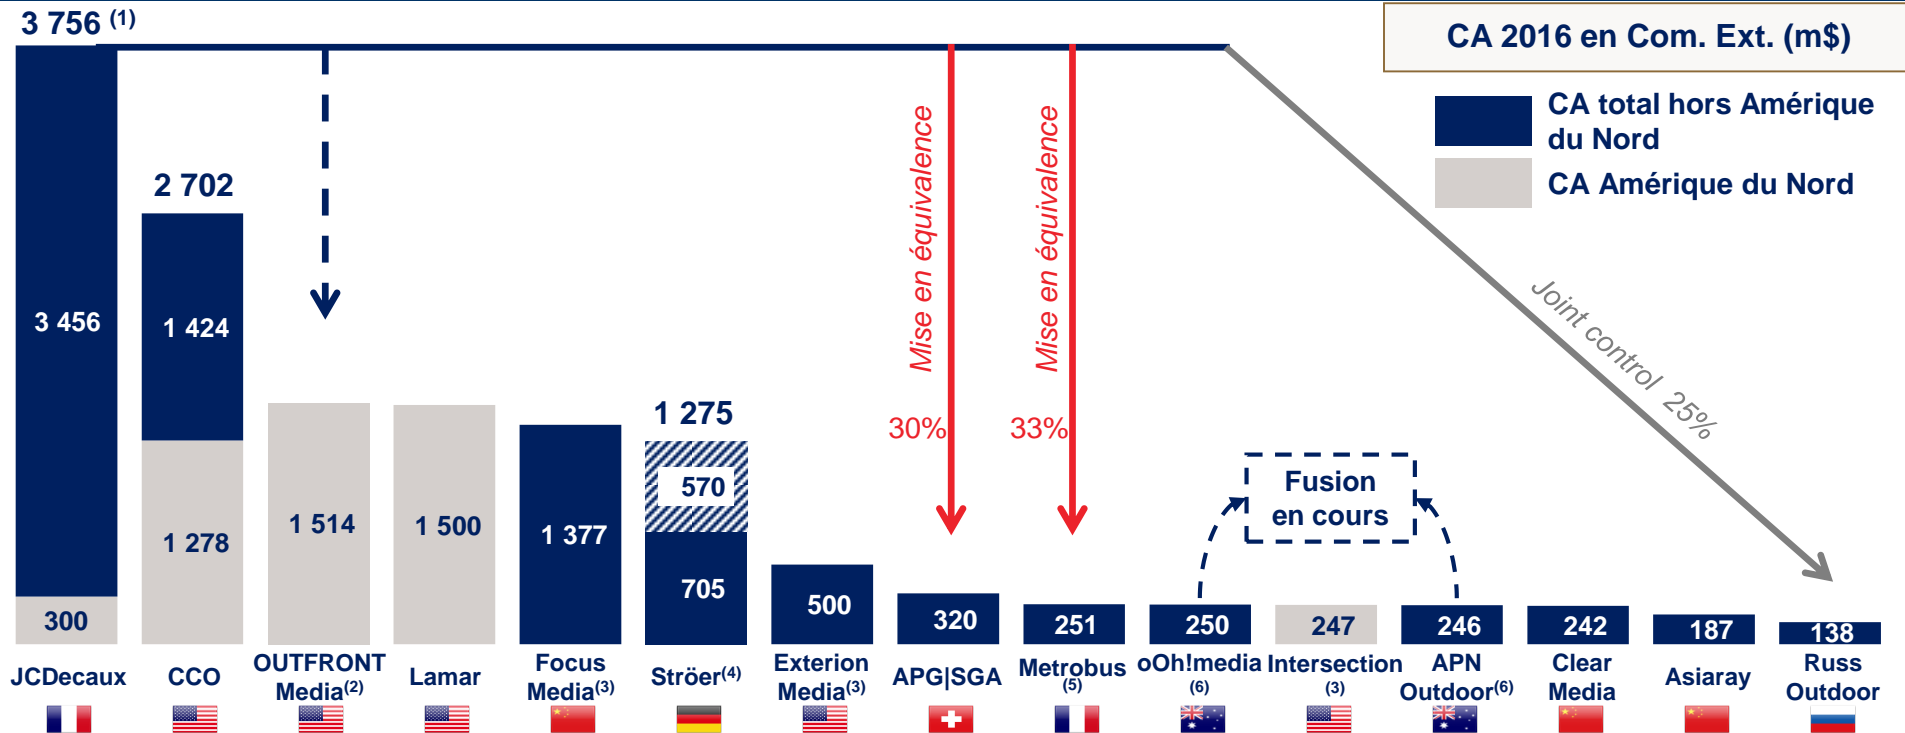 3 756 (1)
CA 2016 en Com. Ext. (m$)
CA total hors Amérique
du Nord
CA Amérique du Nord
2 702
Mise en équivalence
Mise en équivalence
Joint control 25%
3 456
1 424
1 275
30%
33%
570
Fusion
en cours
1 278
1 514
1 500
1 377
705
500
300
320
251
250
247
246
242
187
138
JCDecaux
CCO
OUTFRONT
Media(2)
Lamar
Focus
Media(3)
Ströer(4)
Exterion
Media(3)
APG|SGA
Metrobus
(5)
oOh!media
(6)
Intersection
(3)
APN
Outdoor(6)
Clear
Media
Asiaray
Russ
Outdoor